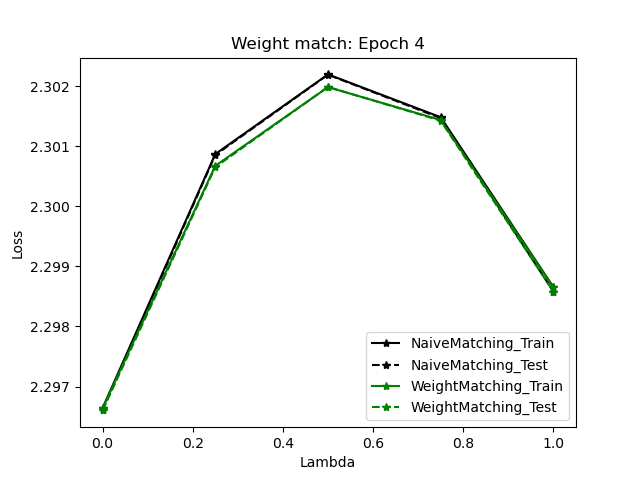 Weight match: Epoch 4
2.302
2.301
2.300
2.299
2.298
2.297
Loss
0.0 0.2 0.4 0.6 0.8 1.0
Lambda
NaiveMatching_Train
NaiveMatching_Test
WeightMatching_Train
WeightMatching_Test